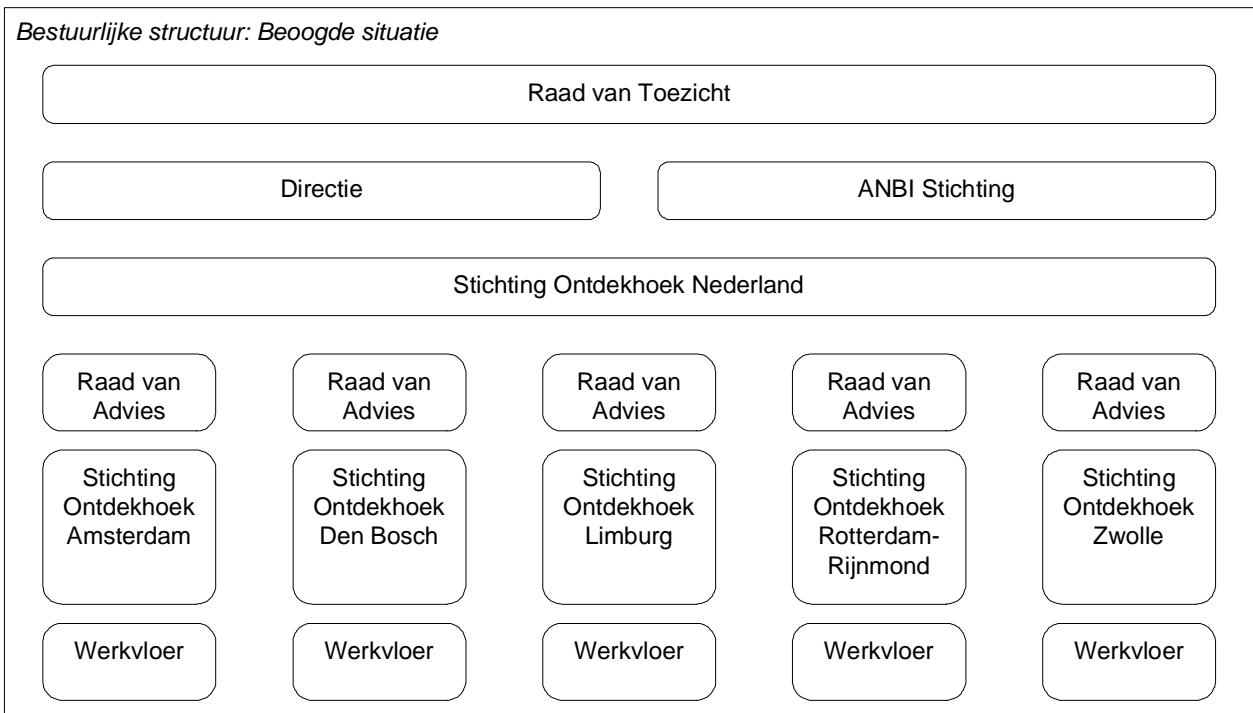 Bestuurlijke structuur: Beoogde situatie
Raad van Toezicht
Directie
ANBI Stichting
Stichting Ontdekhoek Nederland
Raad van
Advies
Raad van
Advies
Raad van
Advies
Raad van
Advies
Raad van
Advies
Stichting
Ontdekhoek
Amsterdam
Stichting
Ontdekhoek
Den Bosch
Stichting
Ontdekhoek
Limburg
Stichting
Ontdekhoek
Rotterdam-
Rijnmond
Stichting
Ontdekhoek
Zwolle
Werkvloer
Werkvloer
Werkvloer
Werkvloer
Werkvloer